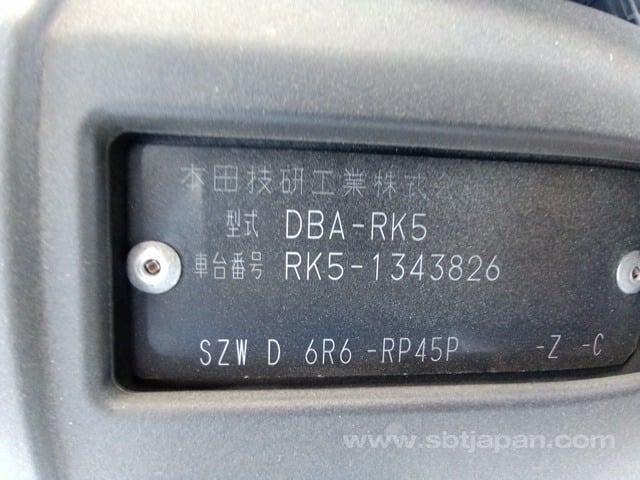 本田技研工業株式会
型式 DBA-RK5
車台番号 RK5-1343826
SZW D 6R6 -RP45P -Z -C
www.sbtjapan.com